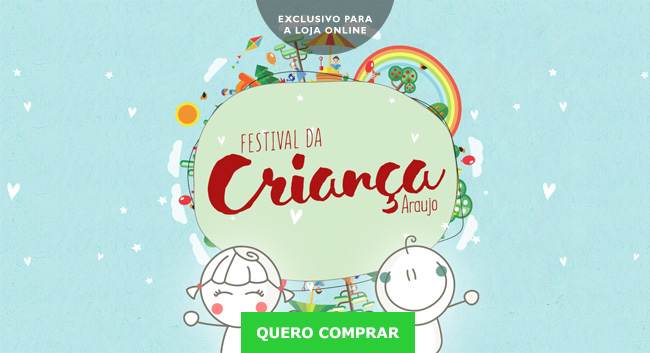 EXCLUSIVO PARA
A LOJA ONLINE
FESTIVAL DA
Criança
Araujo
QUERO COMPRAR